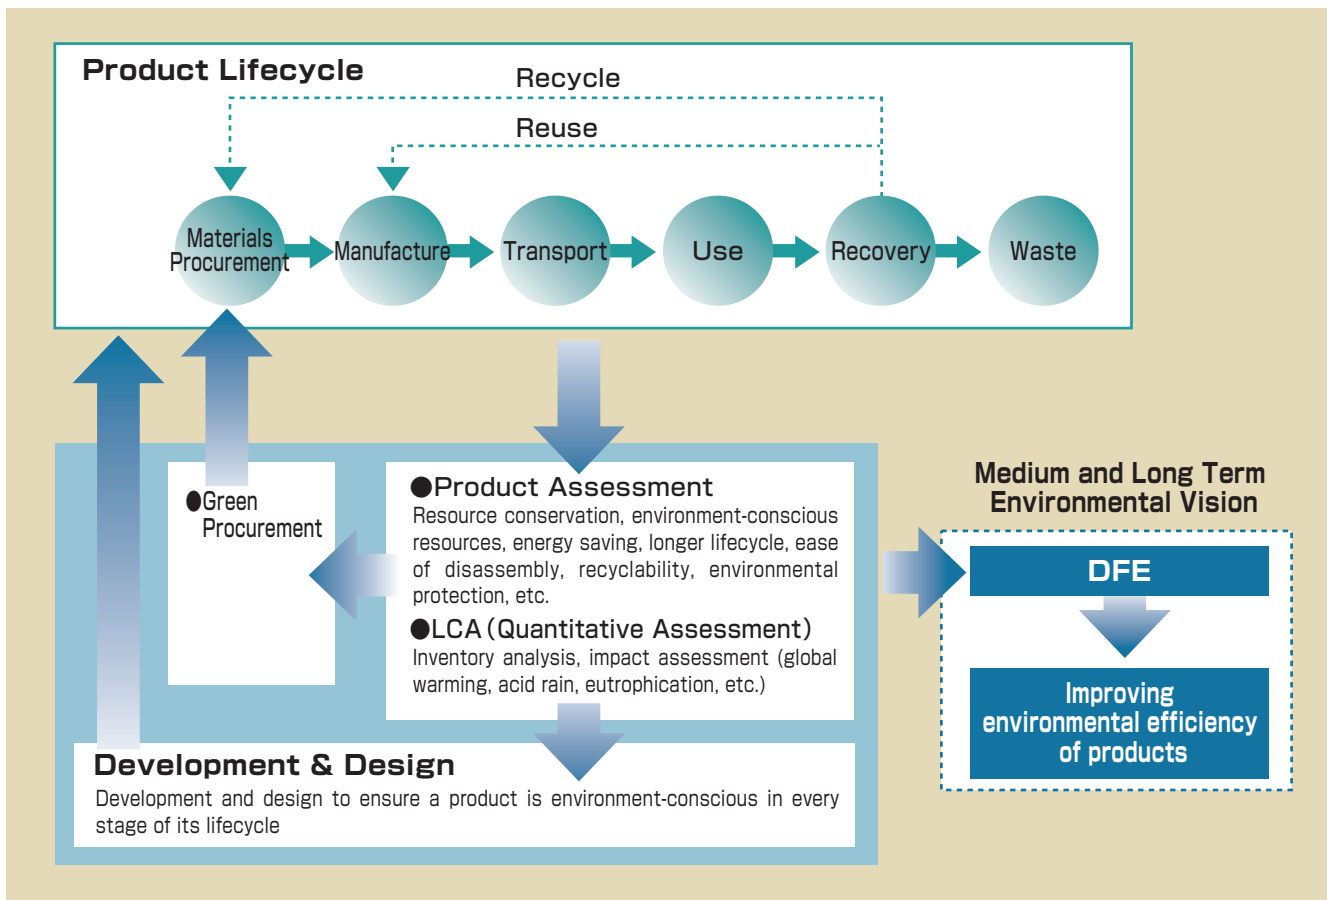 Product Lifecycle
Recycle
Reuse
Materials
Procurement
Manufacture
Transport
Use
Recovery
Waste
●Green
Procurement
●Product Assessment
Resource conservation, environment-conscious
resources, energy saving, longer lifecycle, ease
of disassembly, recyclability, environmental
protection, etc.
●LCA (Quantitative Assessment)
Inventory analysis, impact assessment (global
warming, acid rain, eutrophication, etc.)
Development & Design
Development and design to ensure a product is environment-conscious in every
stage of its lifecycle
Medium and Long Term
Environmental Vision
DFE
Improving
environmental efficiency
of products